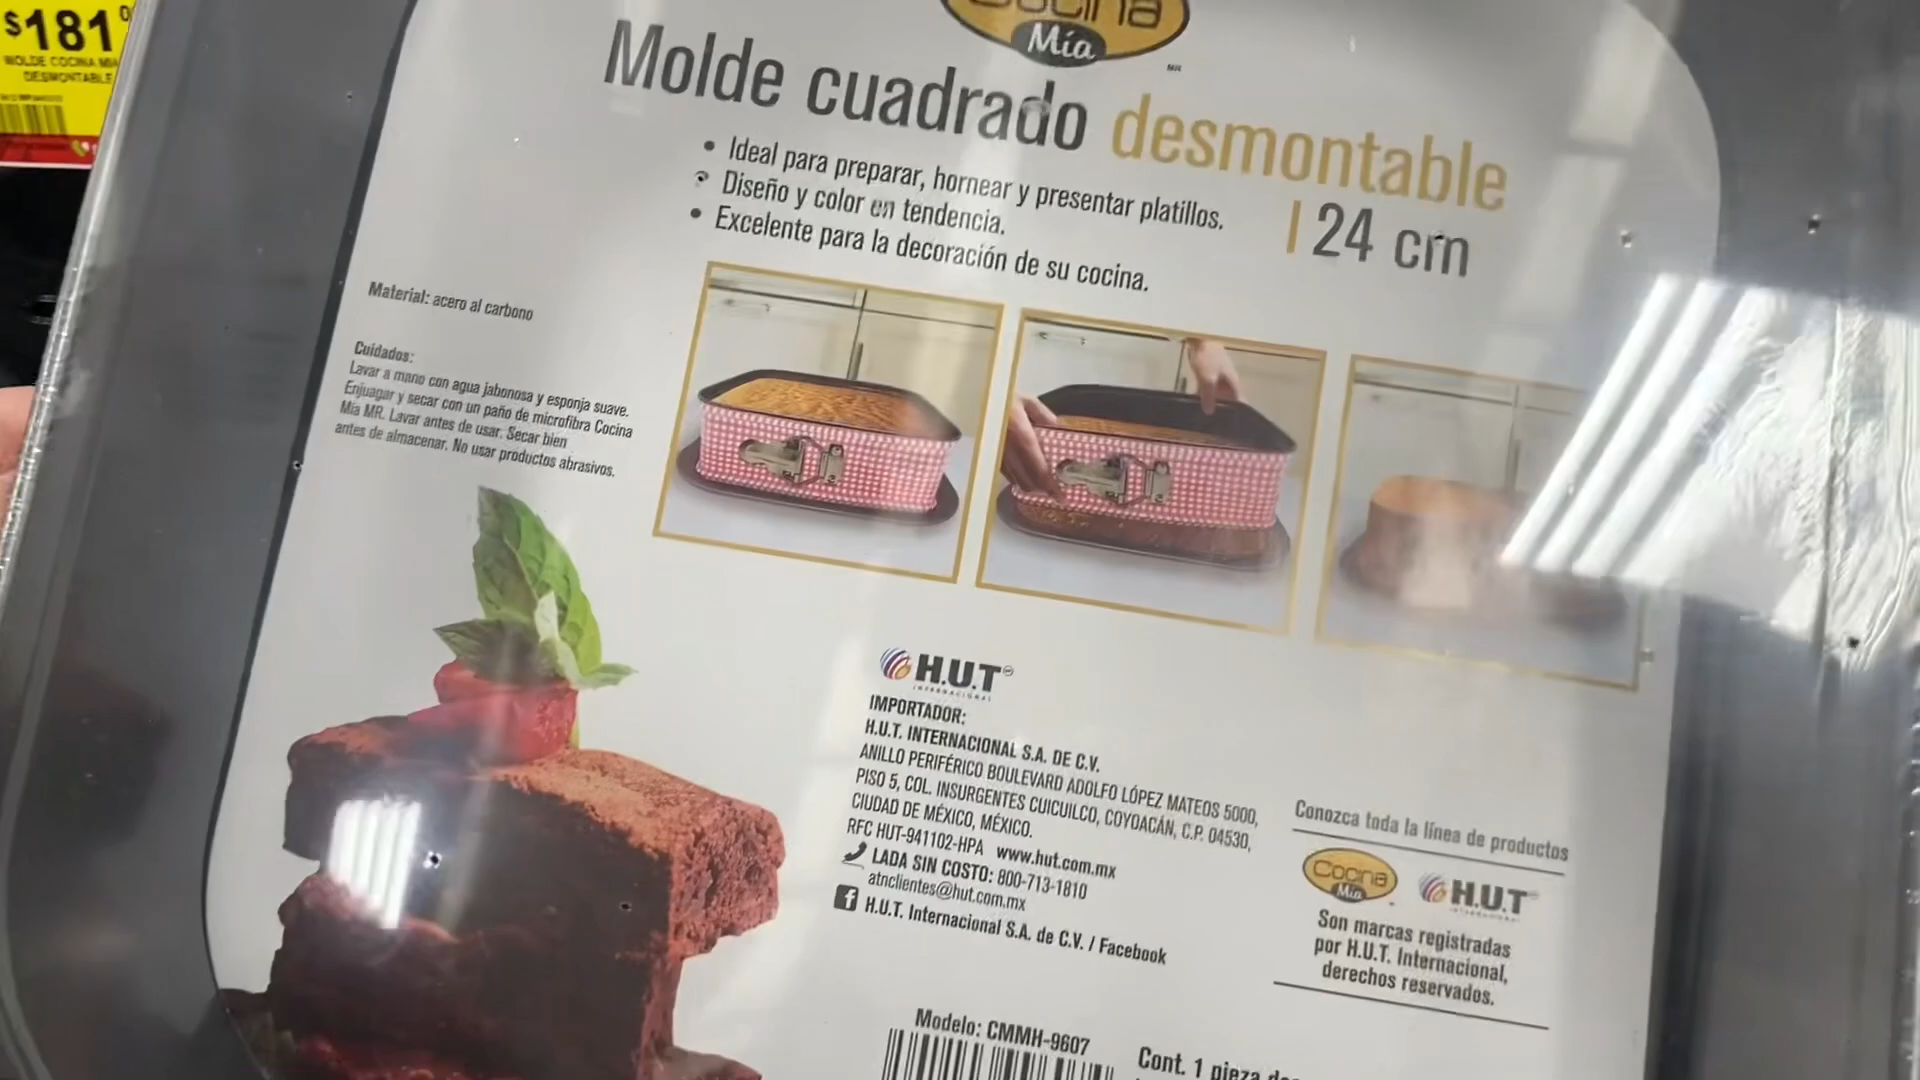 $181
MOLDE COCINA MIA
DESMONTABLE
Cocina
Mía
MR
Molde cuadrado desmontable
| 24 cm
• Ideal para preparar, hornear y presentar platillos.
• Diseño y color en tendencia.
• Excelente para la decoración de su cocina.
Material: acero al carbono
Cuidados:
Lavar a mano con agua jabonosa y esponja suave.
Enjuagar y secar con un paño de microfibra Cocina
Mía MR. Lavar antes de usar. Secar bien
antes de almacenar. No usar productos abrasivos.
H.U.T
INTERNACIONAL
IMPORTADOR:
H.U.T. INTERNACIONAL S.A. DE C.V.
ANILLO PERIFÉRICO BOULEVARD ADOLFO LÓPEZ MATEOS 5000,
PISO 5, COL. INSURGENTES CUICUILCO, COYOACÁN, C.P. 04530,
CIUDAD DE MÉXICO, MÉXICO.
RFC HUT-941102-HPA www.hut.com.mx
LADA SIN COSTO: 800-713-1810
atnclientes@hut.com.mx
H.U.T. Internacional S.A. de C.V. / Facebook
Conozca toda la línea de productos
Cocina
Mía
H.U.T
Son marcas registradas
por H.U.T. Internacional,
derechos reservados.
Modelo: CMMH-9607
Cont. 1 pieza